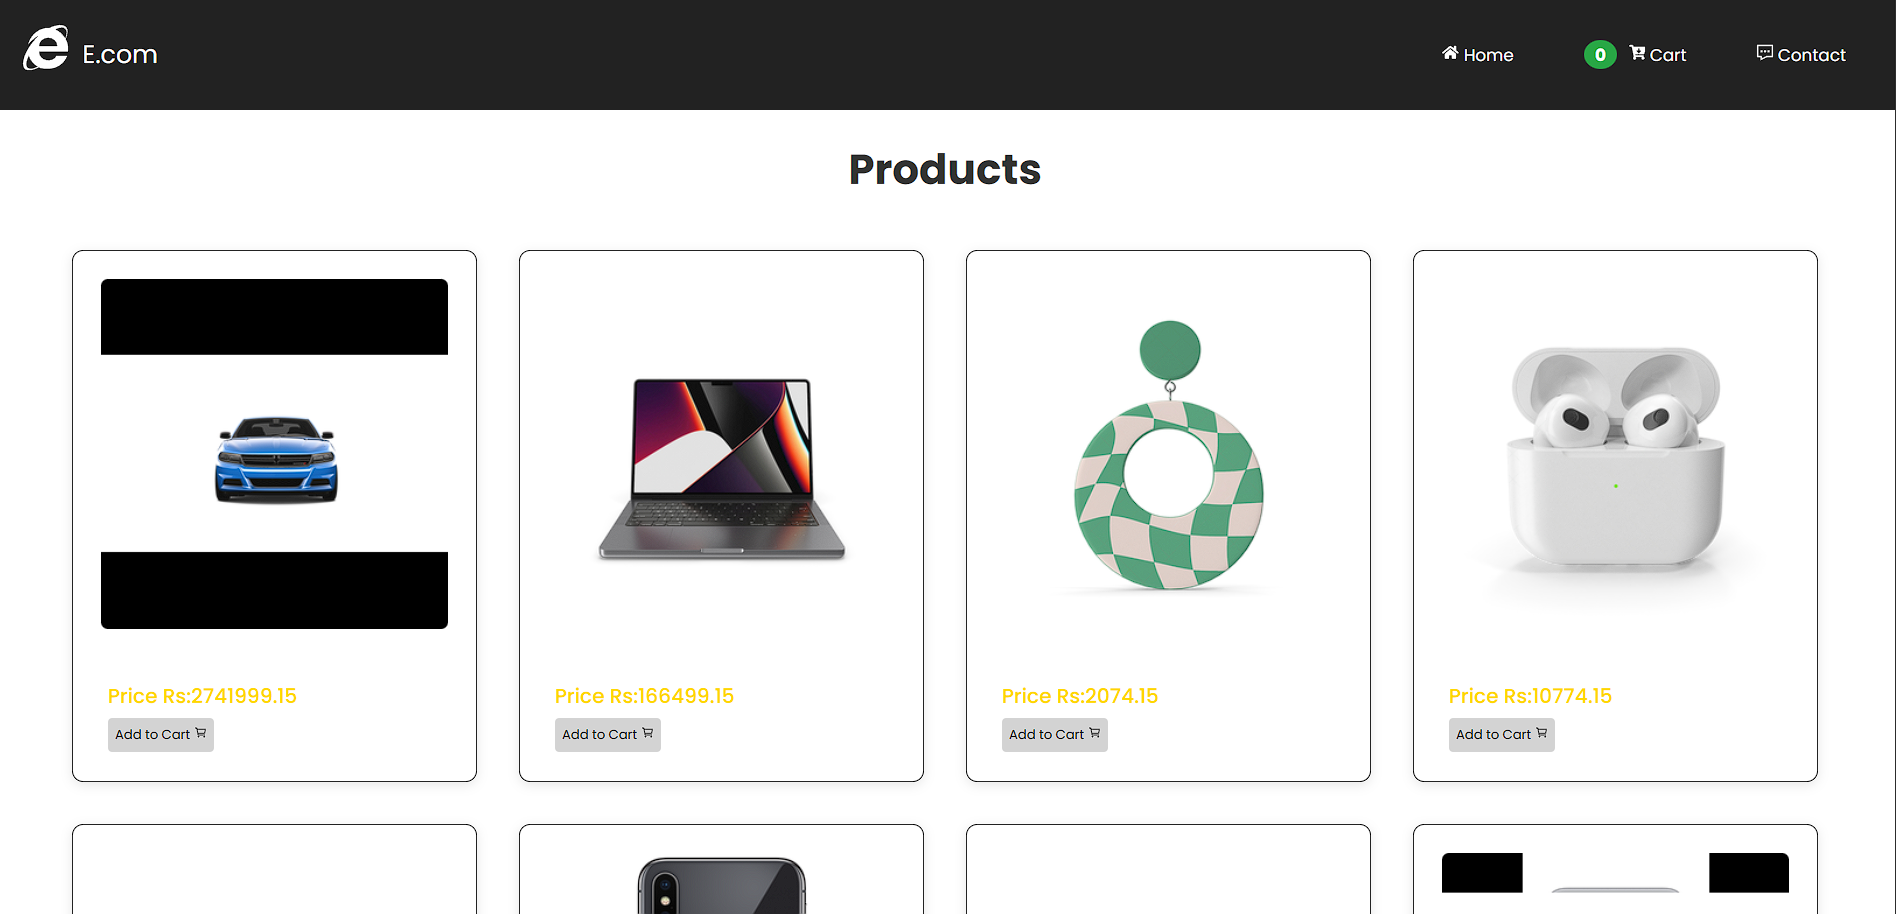 E.com
Home
0 Cart
Contact
Products
Price Rs:2741999.15
Add to Cart
Price Rs:166499.15
Add to Cart
Price Rs:2074.15
Add to Cart
Price Rs:10774.15
Add to Cart